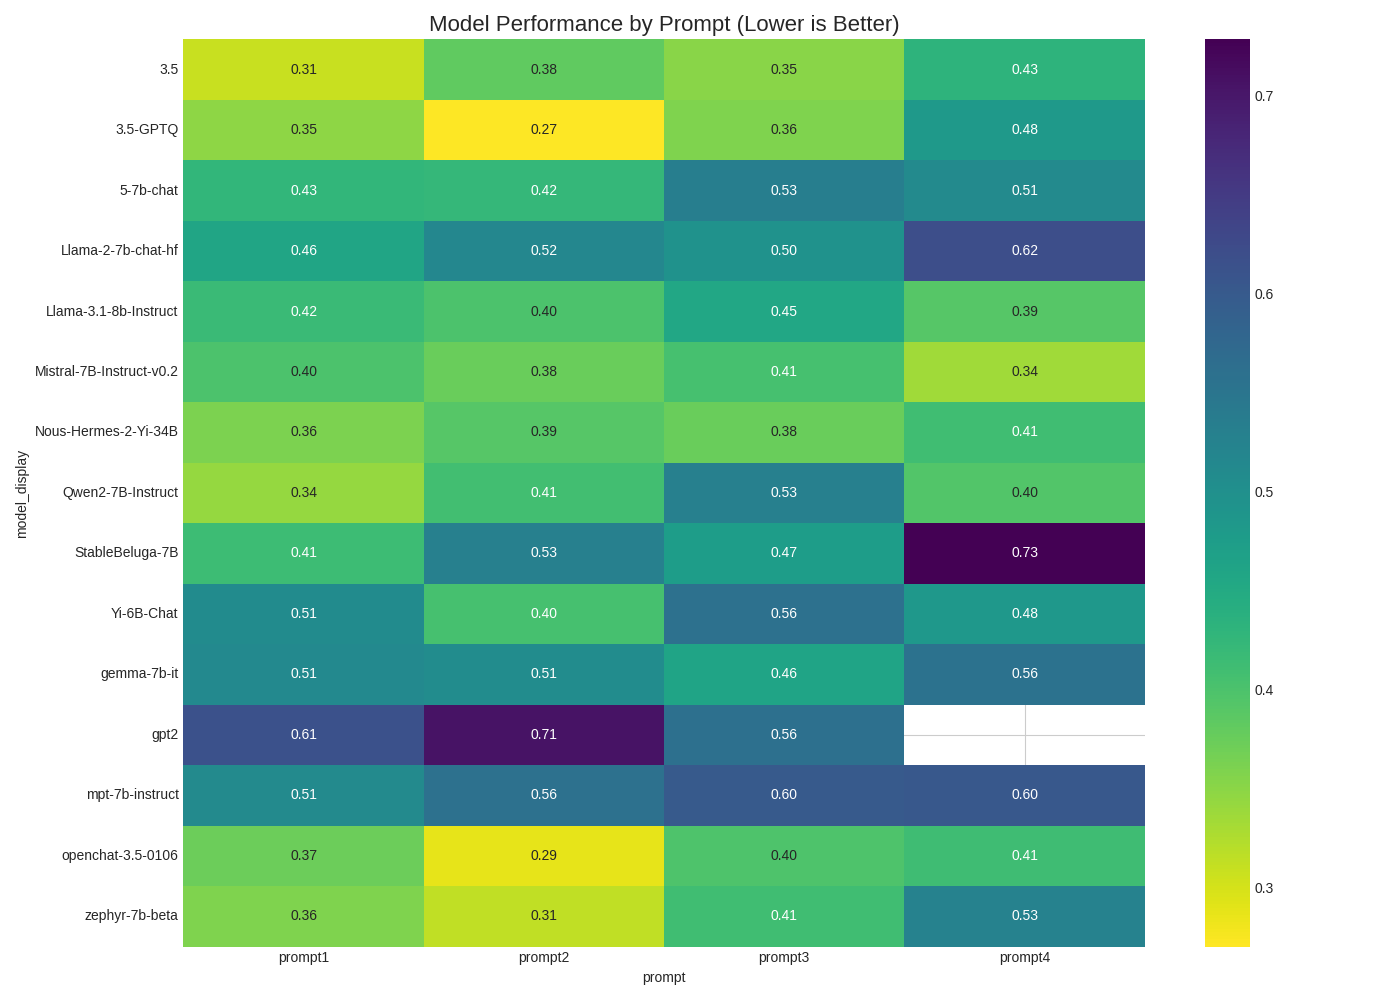 Model Performance by Prompt (Lower is Better)
3.5 0.31 0.38 0.35 0.43
0.7
3.5-GPTQ 0.35 0.27 0.36 0.48
5-7b-chat 0.43 0.42 0.53 0.51
Llama-2-7b-chat-hf 0.46 0.52 0.50 0.62
0.6
Llama-3.1-8b-Instruct 0.42 0.40 0.45 0.39
Mistral-7B-Instruct-v0.2 0.40 0.38 0.41 0.34
Nous-Hermes-2-Yi-34B 0.36 0.39 0.38 0.41
model_display
Qwen2-7B-Instruct 0.34 0.41 0.53 0.40
0.5
StableBeluga-7B 0.41 0.53 0.47 0.73
Yi-6B-Chat 0.51 0.40 0.56 0.48
gemma-7b-it 0.51 0.51 0.46 0.56
0.4
gpt2 0.61 0.71 0.56
mpt-7b-instruct 0.51 0.56 0.60 0.60
openchat-3.5-0106 0.37 0.29 0.40 0.41
0.3
zephyr-7b-beta 0.36 0.31 0.41 0.53
prompt1 prompt2 prompt3 prompt4
prompt